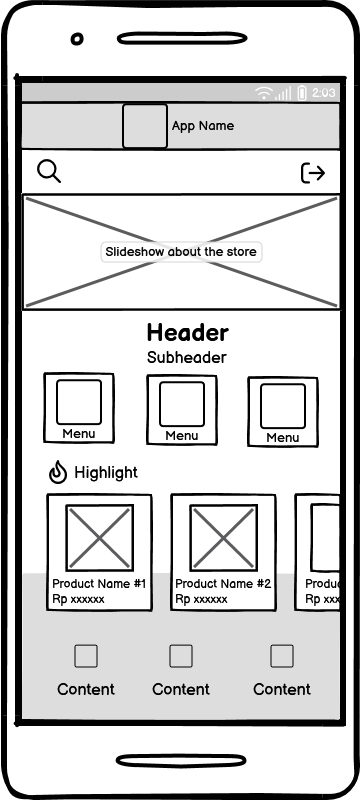 2:03
App Name
Slideshow about the store
Header
Subheader
Menu
Menu
Menu
Highlight
Product Name #1
Rp xxxxxx
Product Name #2
Rp xxxxxx
Produc
Rp xxx
Content
Content
Content